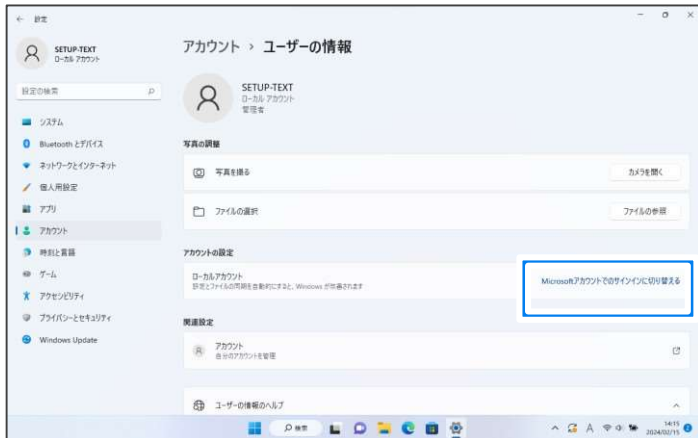 設定
SETUP-TEXT
ローカル アカウント
設定の検索
システム
Bluetooth とデバイス
ネットワークとインターネット
個人用設定
アプリ
アカウント
時刻と言語
ゲーム
アクセシビリティ
プライバシーとセキュリティ
Windows Update
アカウント › ユーザーの情報
SETUP-TEXT
ローカル アカウント
管理者
写真の調整
写真を撮る
カメラを開く
ファイルの選択
ファイルの参照
アカウントの設定
ローカルアカウント
設定とファイルの同期を自動的にすると、Windows が改善されます
Microsoftアカウントでのサインインに切り替える
関連設定
アカウント
自分のアカウントを管理
ユーザーの情報のヘルプ
検索
A
14:15
2024/02/15